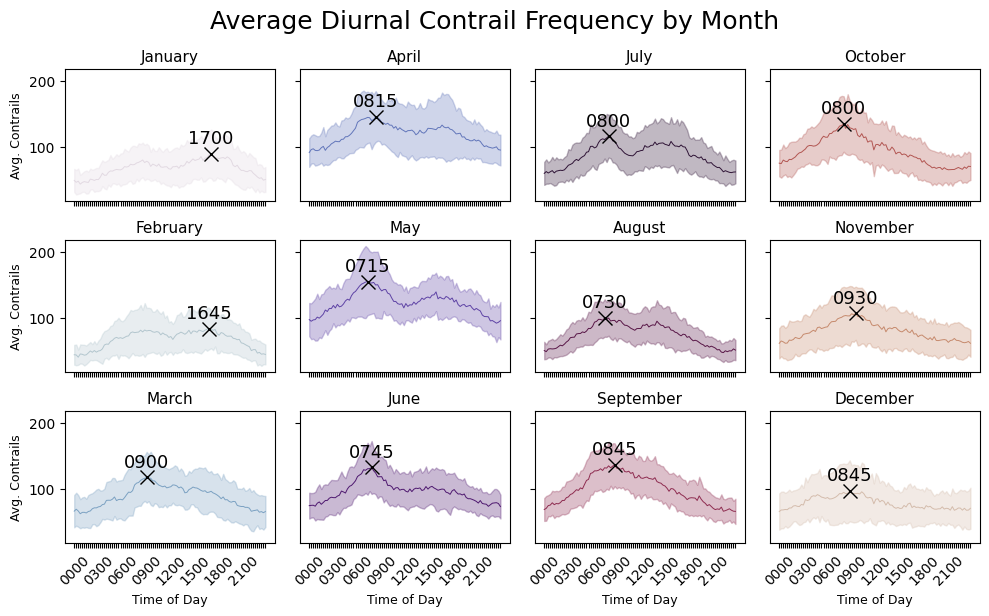 Average Diurnal Contrail Frequency by Month
January April July October
200
100
Avg. Contrails
1700 0815 0800 0800
February May August November
200
100
Avg. Contrails
1645 0715 0730 0930
March June September December
200
100
Avg. Contrails
0900 0745 0845 0845
0000 0300 0600 0900 1200 1500 1800 2100 0000 0300 0600 0900 1200 1500 1800 2100 0000 0300 0600 0900 1200 1500 1800 2100 0000 0300 0600 0900 1200 1500 1800 2100
Time of Day Time of Day Time of Day Time of Day